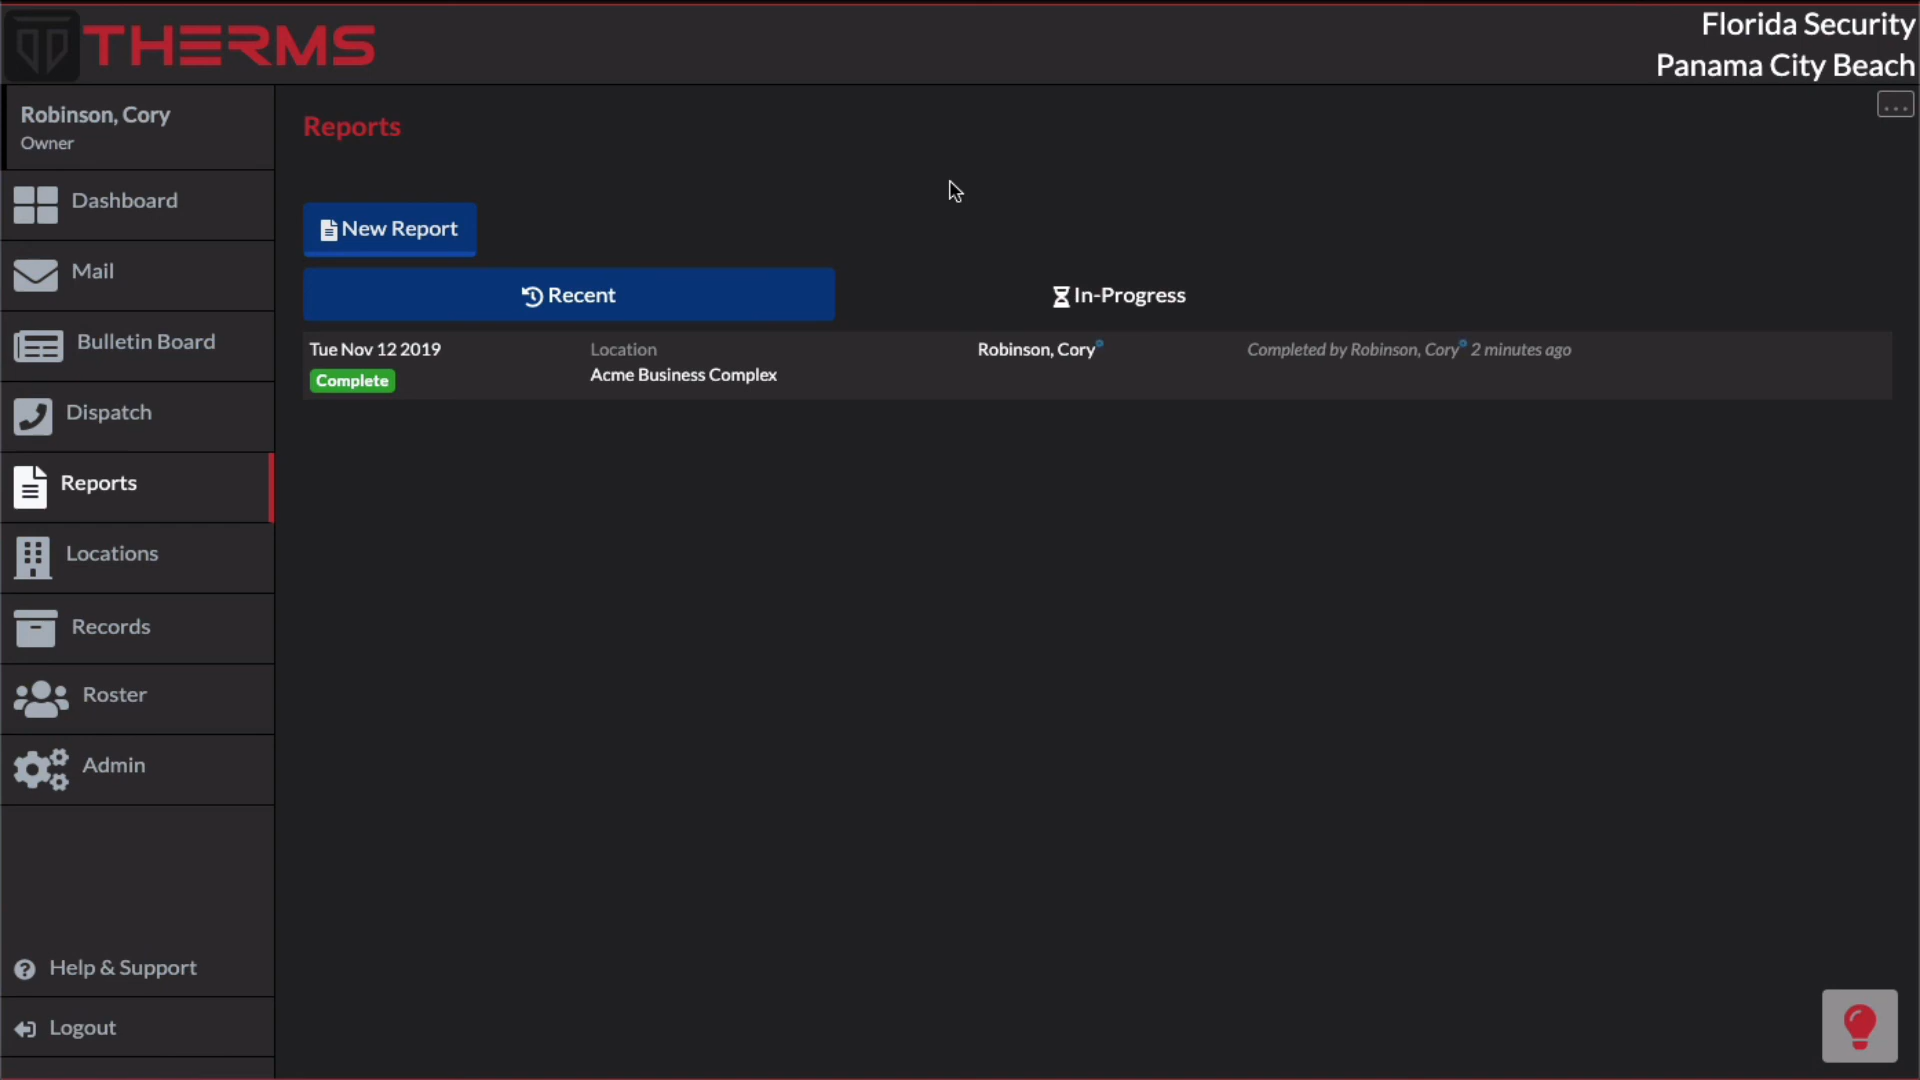 THERMS
Florida Security
Panama City Beach
Robinson, Cory
Owner
...
Reports
Dashboard
New Report
Mail
Recent
In-Progress
Bulletin Board
Tue Nov 12 2019
Location
Robinson, Cory
Completed by Robinson, Cory 2 minutes ago
Complete
Acme Business Complex
Dispatch
Reports
Locations
Records
Roster
Admin
Help & Support
Logout